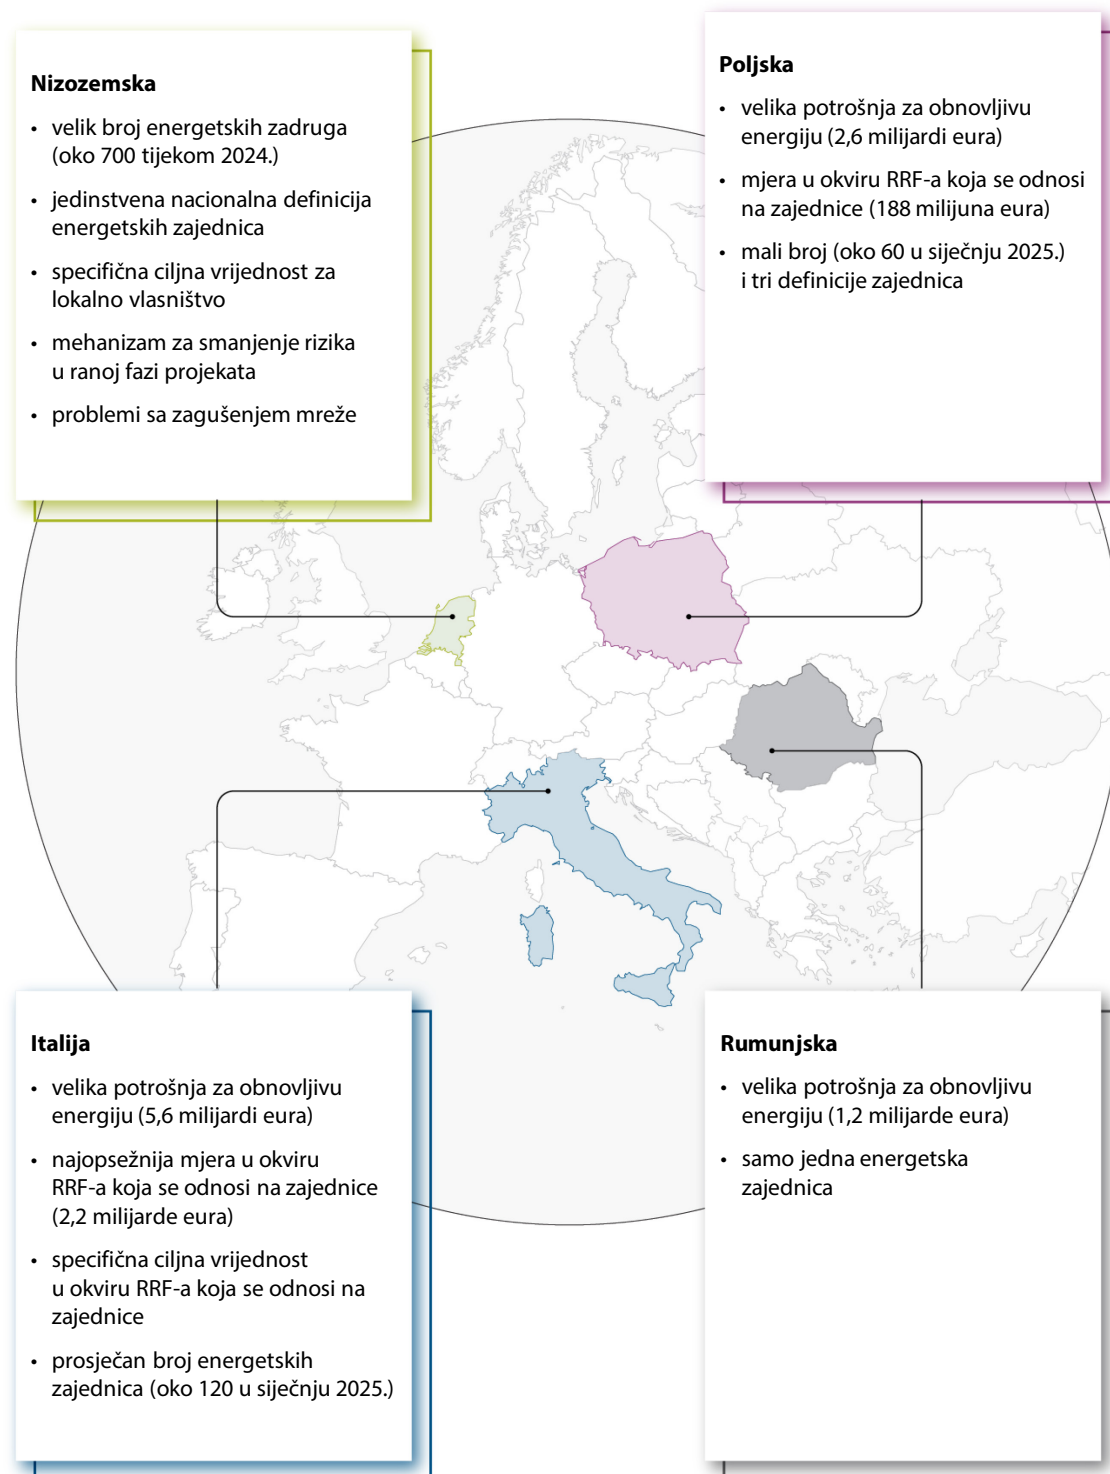 Nizozemska
• velik broj energetskih zadruga
(oko 700 tijekom 2024.)
• jedinstvena nacionalna definicija
energetskih zajednica
• specifična ciljna vrijednost za
lokalno vlasništvo
• mehanizam za smanjenje rizika
u ranoj fazi projekata
• problemi sa zagušenjem mreže
Poljska
• velika potrošnja za obnovljivu
energiju (2,6 milijardi eura)
• mjera u okviru RRF-a koja se odnosi
na zajednice (188 milijuna eura)
• mali broj (oko 60 u siječnju 2025.)
i tri definicije zajednica
Italija
• velika potrošnja za obnovljivu
energiju (5,6 milijardi eura)
• najopsežnija mjera u okviru
RRF-a koja se odnosi na zajednice
(2,2 milijarde eura)
• specifična ciljna vrijednost
u okviru RRF-a koja se odnosi na
zajednice
• prosječan broj energetskih
zajednica (oko 120 u siječnju 2025.)
Rumunjska
• velika potrošnja za obnovljivu
energiju (1,2 milijarde eura)
• samo jedna energetska
zajednica